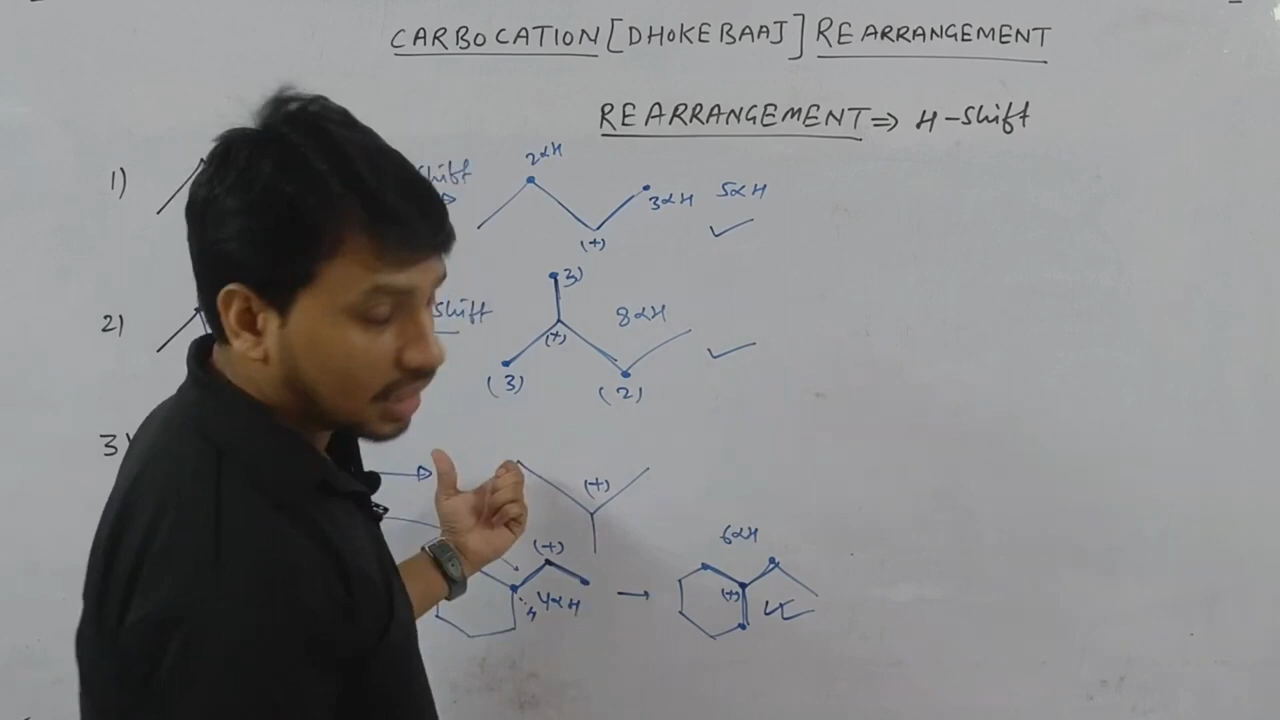 CARBOCATION [DHOKEBAAJ] REARRANGEMENT
REARRANGEMENT ⇒ H-Shift
1)
Shift
2αH
(+)
3αH
5αH
2)
Shift
3)
(+)
(3)
(2)
8αH
3)
(+)
(+)
4αH
6αH
(+)